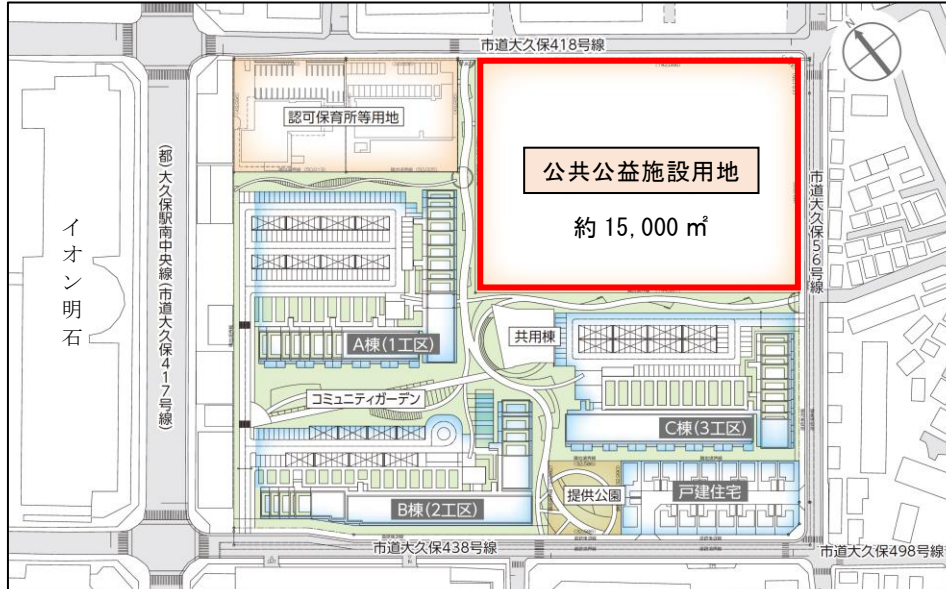 市道大久保418号線
N
認可保育所等用地
公共公益施設用地
約 15,000 ㎡
市道大久保56号線
(都)大久保駅南中央線(市道大久保417号線)
イオン明石
共用棟
A棟(1工区)
コミュニティガーデン
C棟(3工区)
提供公園
戸建住宅
B棟(2工区)
市道大久保438号線
市道大久保498号線